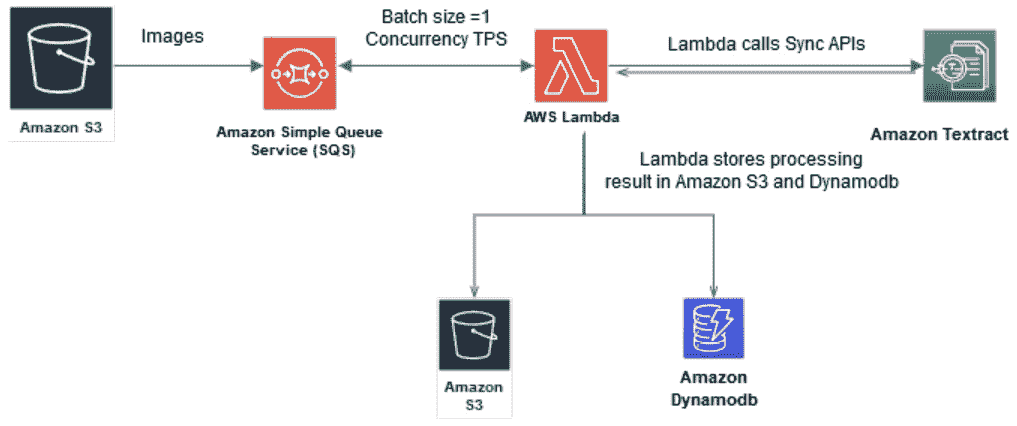 Images
Batch size =1
Concurrency TPS
Lambda calls Sync APIs
Amazon S3
Amazon Simple Queue
Service (SQS)
AWS Lambda
Amazon Textract
Lambda stores processing
result in Amazon S3 and Dynamodb
Amazon
S3
Amazon
Dynamodb